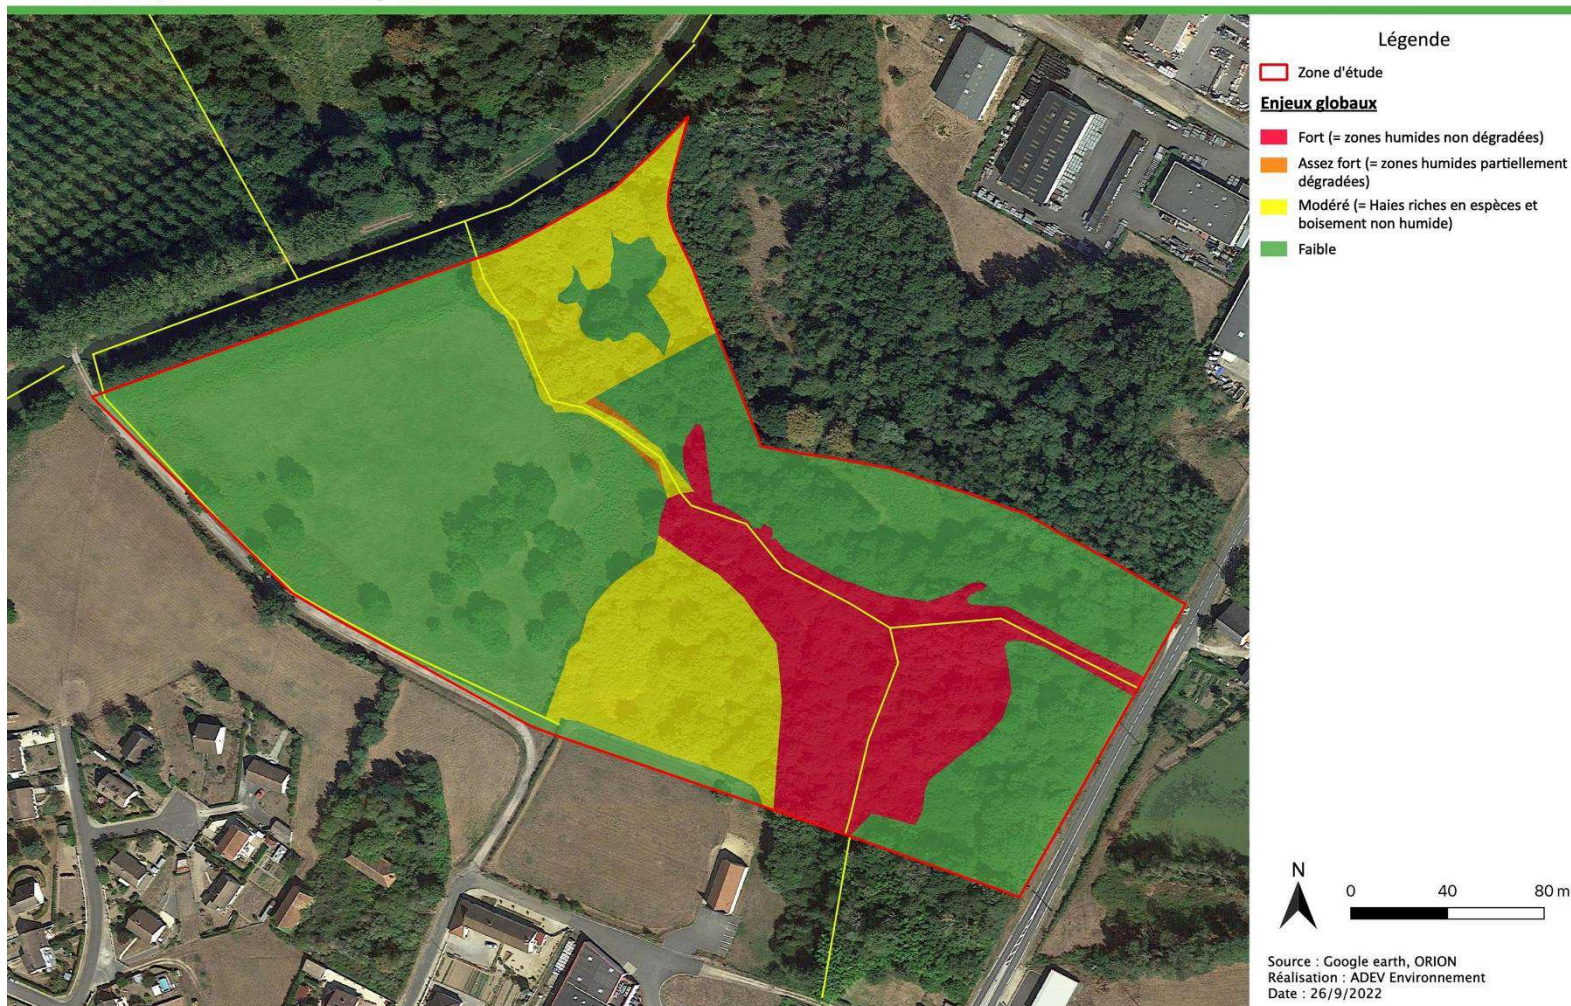 Légende
Zone d'étude
Enjeux globaux
Fort (= zones humides non dégradées)
Assez fort (= zones humides partiellement
dégradées)
Modéré (= Haies riches en espèces et
boisement non humide)
Faible
N
0 40 80 m
Source : Google earth, ORION
Réalisation : ADEV Environnement
Date : 26/9/2022